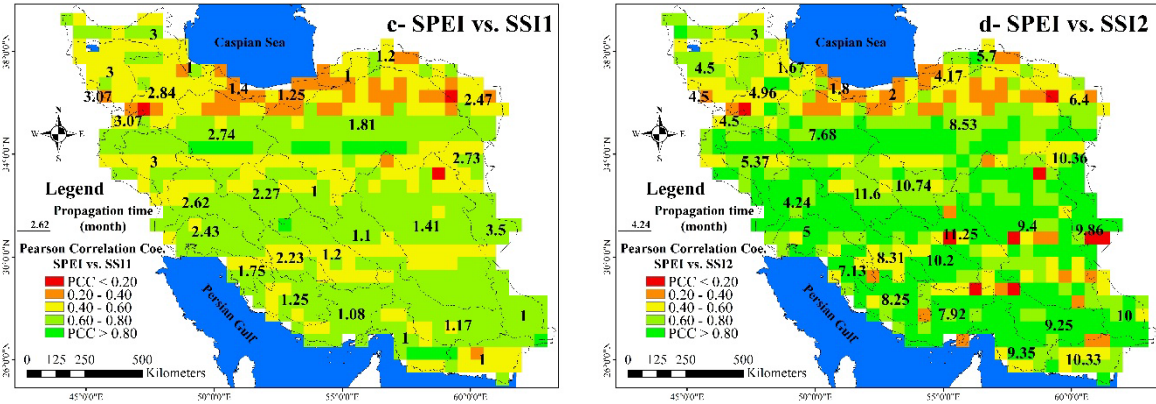 c- SPEI vs. SSI1
Caspian Sea
38°0'0"N
34°0'0"N
30°0'0"N
26°0'0"N
N
W E
S
3
1.2
1
1
3
2.84
1.4
1.25
3.07
2.47
3.07
2.74
1.81
3
2.73
2.27
1
2.62
1.41
3.5
2.43
1.1
2.23
1.2
1.75
1.25
1.08
1.17
1
1
1
Legend
2.62
Propagation time
(month)
Pearson Correlation Coe.
SPEI vs. SSI1
PCC < 0.20
0.20 - 0.40
0.40 - 0.60
0.60 - 0.80
PCC > 0.80
Persian Gulf
0 125 250 500
Kilometers
45°0'0"E 50°0'0"E 55°0'0"E 60°0'0"E
d- SPEI vs. SSI2
Caspian Sea
38°0'0"N
34°0'0"N
30°0'0"N
26°0'0"N
N
W E
S
3
5.7
4.5
1.67
4.17
4.5
4.96
1.8
2
6.4
4.5
7.68
8.53
5.37
10.36
11.6
10.74
4.24
9.4
9.86
5
11.25
8.31
10.2
7.13
8.25
7.92
9.25
10
9.35
10.33
Legend
4.24
Propagation time
(month)
Pearson Correlation Coe.
SPEI vs. SSI2
PCC < 0.20
0.20 - 0.40
0.40 - 0.60
0.60 - 0.80
PCC > 0.80
Persian Gulf
0 125 250 500
Kilometers
45°0'0"E 50°0'0"E 55°0'0"E 60°0'0"E